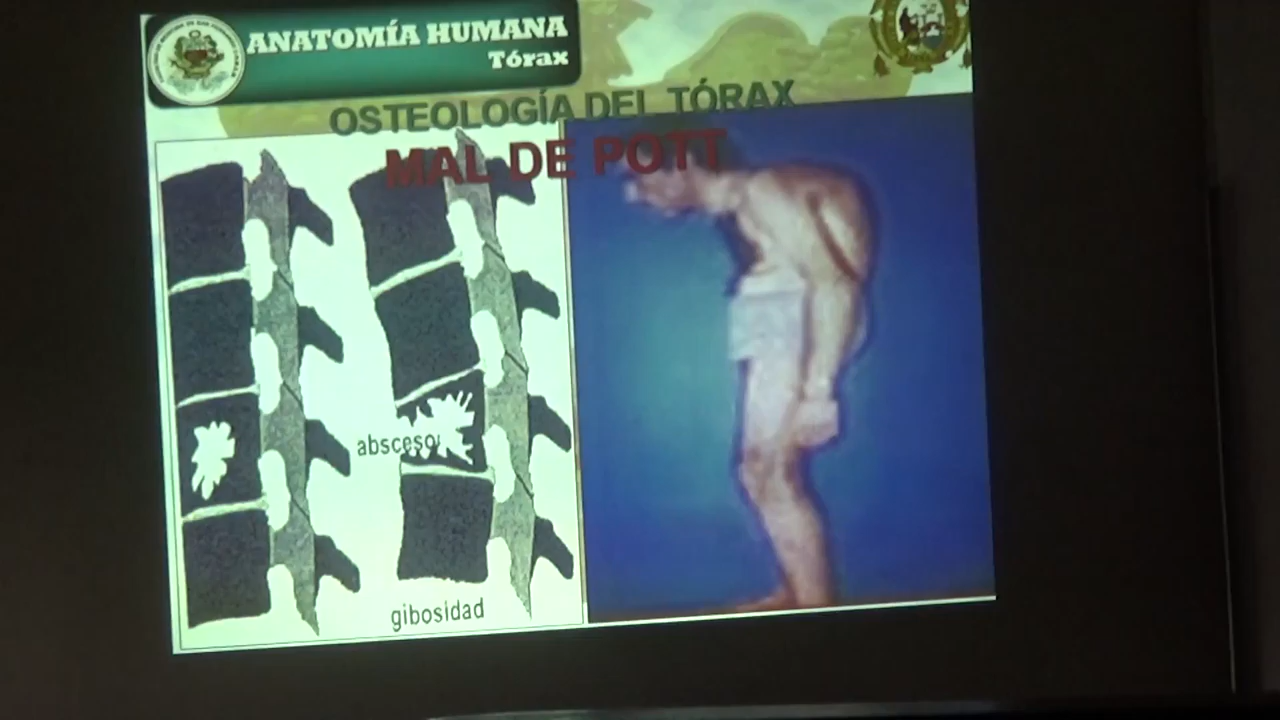 ANATOMÍA HUMANA
Tórax
OSTEOLOGÍA DEL TÓRAX
MAL DE POTT
absceso
gibosidad